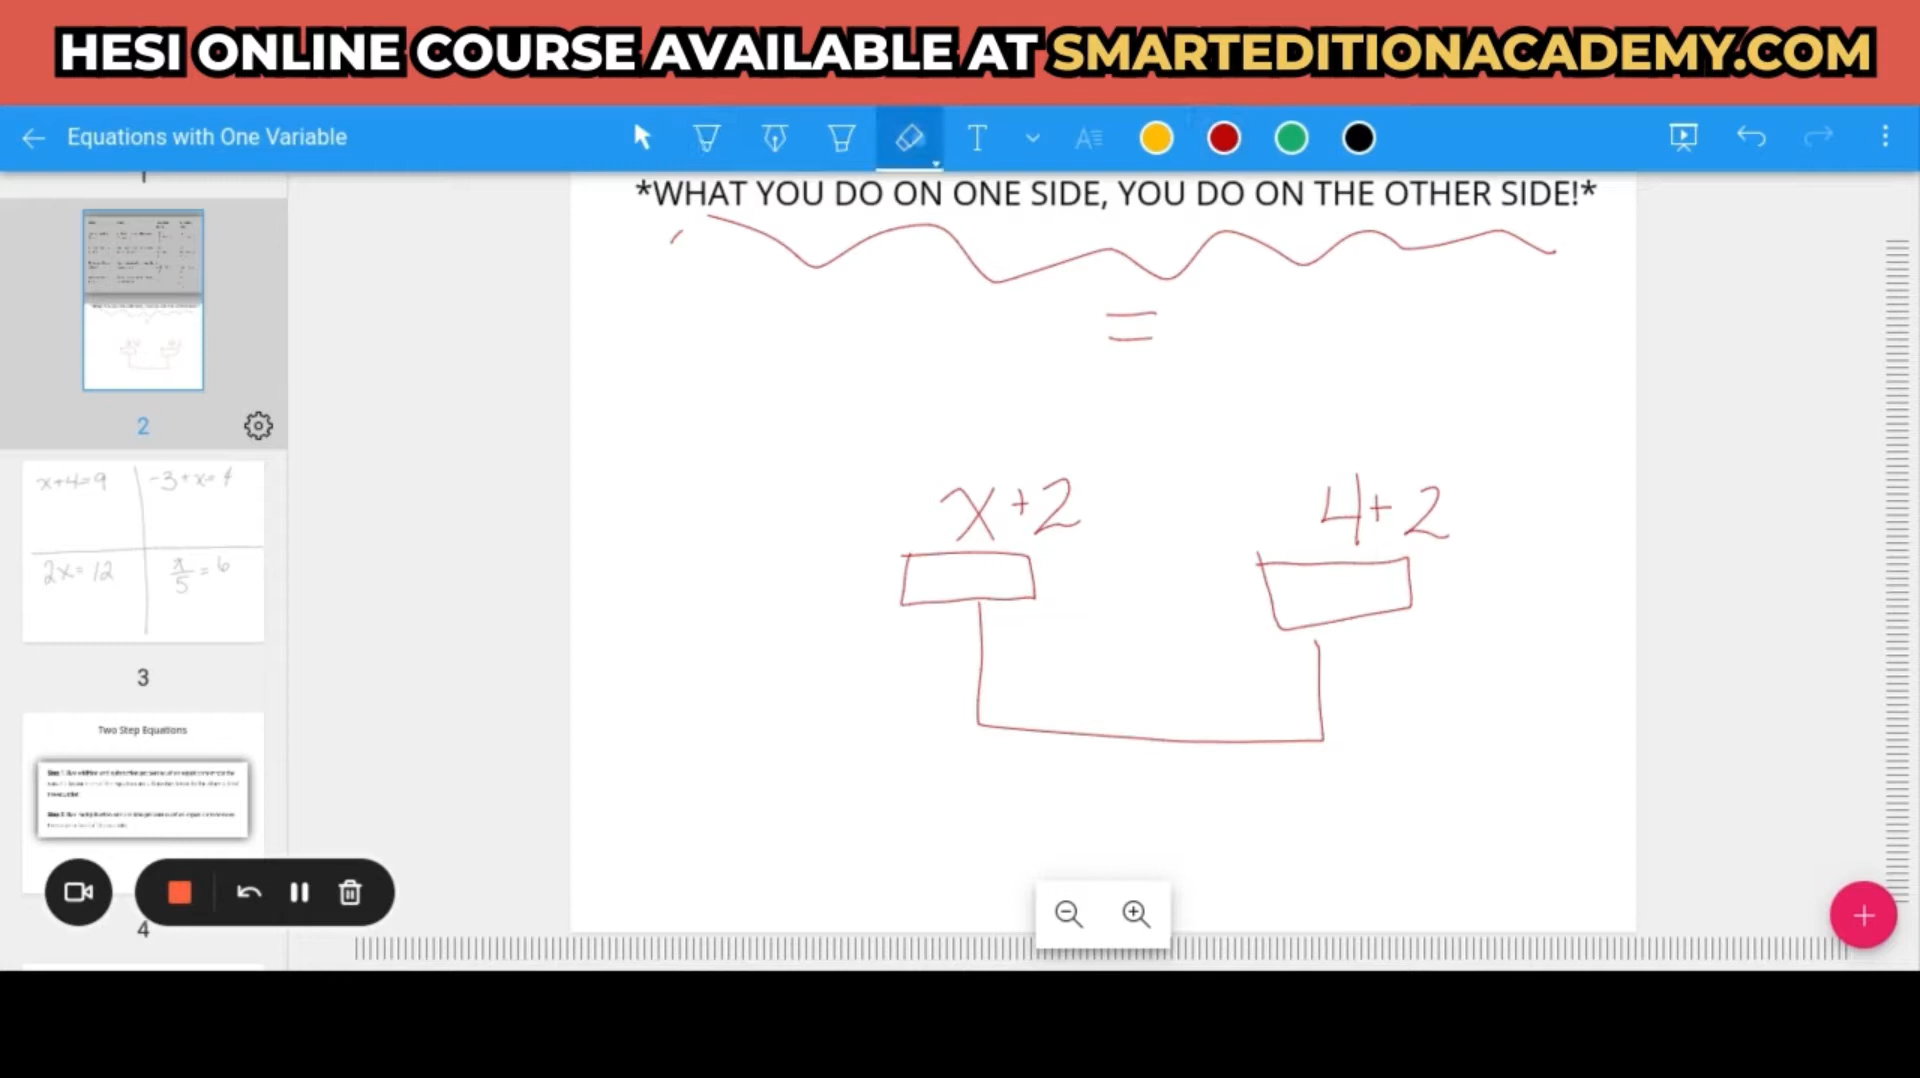 HESI ONLINE COURSE AVAILABLE AT SMARTEDITIONACADEMY.COM
Equations with One Variable
T
1
*WHAT YOU DO ON ONE SIDE, YOU DO ON THE OTHER SIDE!*
=
x+2
4+2
2
x+4=9
-3+x=4
2x=12
x/5=6
3
Two Step Equations
4